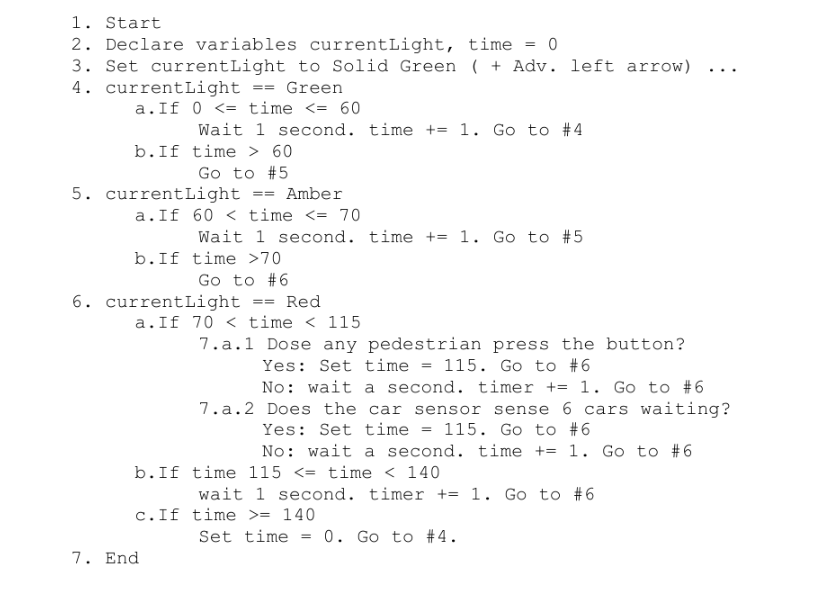 1. Start
2. Declare variables currentLight, time = 0
3. Set currentLight to Solid Green ( + Adv. left arrow) ...
4. currentLight == Green
a.If 0 <= time <= 60
Wait 1 second. time += 1. Go to #4
b.If time > 60
Go to #5
5. currentLight == Amber
a.If 60 < time <= 70
Wait 1 second. time += 1. Go to #5
b.If time >70
Go to #6
6. currentLight == Red
a.If 70 < time < 115
7.a.1 Dose any pedestrian press the button?
Yes: Set time = 115. Go to #6
No: wait a second. timer += 1. Go to #6
7.a.2 Does the car sensor sense 6 cars waiting?
Yes: Set time = 115. Go to #6
No: wait a second. time += 1. Go to #6
b.If time 115 <= time < 140
wait 1 second. timer += 1. Go to #6
c.If time >= 140
Set time = 0. Go to #4.
7. End